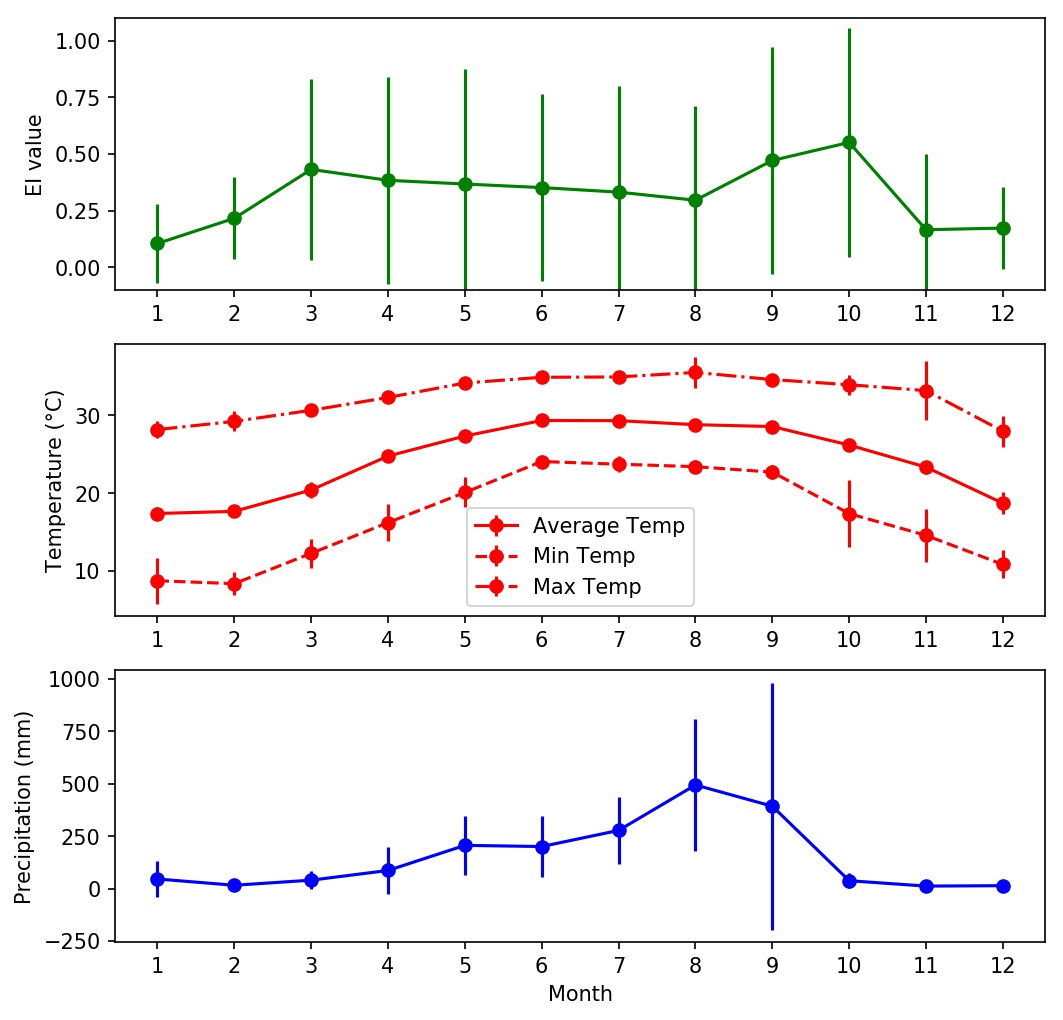 EI value
1.00
0.75
0.50
0.25
0.00
1 2 3 4 5 6 7 8 9 10 11 12
Temperature (°C)
30
20
10
Average Temp
Min Temp
Max Temp
1 2 3 4 5 6 7 8 9 10 11 12
Precipitation (mm)
1000
750
500
250
0
−250
1 2 3 4 5 6 7 8 9 10 11 12
Month